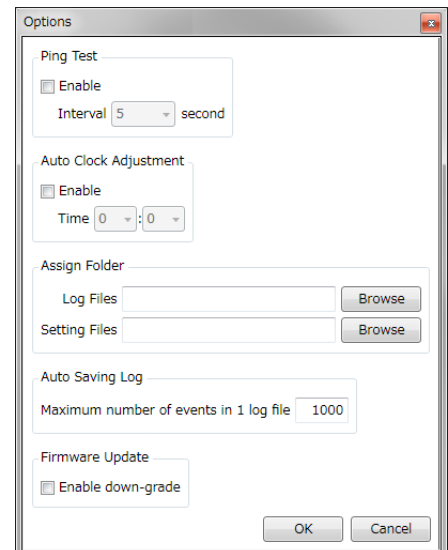 Options
Ping Test
Enable
Interval 5 second
Auto Clock Adjustment
Enable
Time 0 : 0
Assign Folder
Log Files Browse
Setting Files Browse
Auto Saving Log
Maximum number of events in 1 log file 1000
Firmware Update
Enable down-grade
OK Cancel